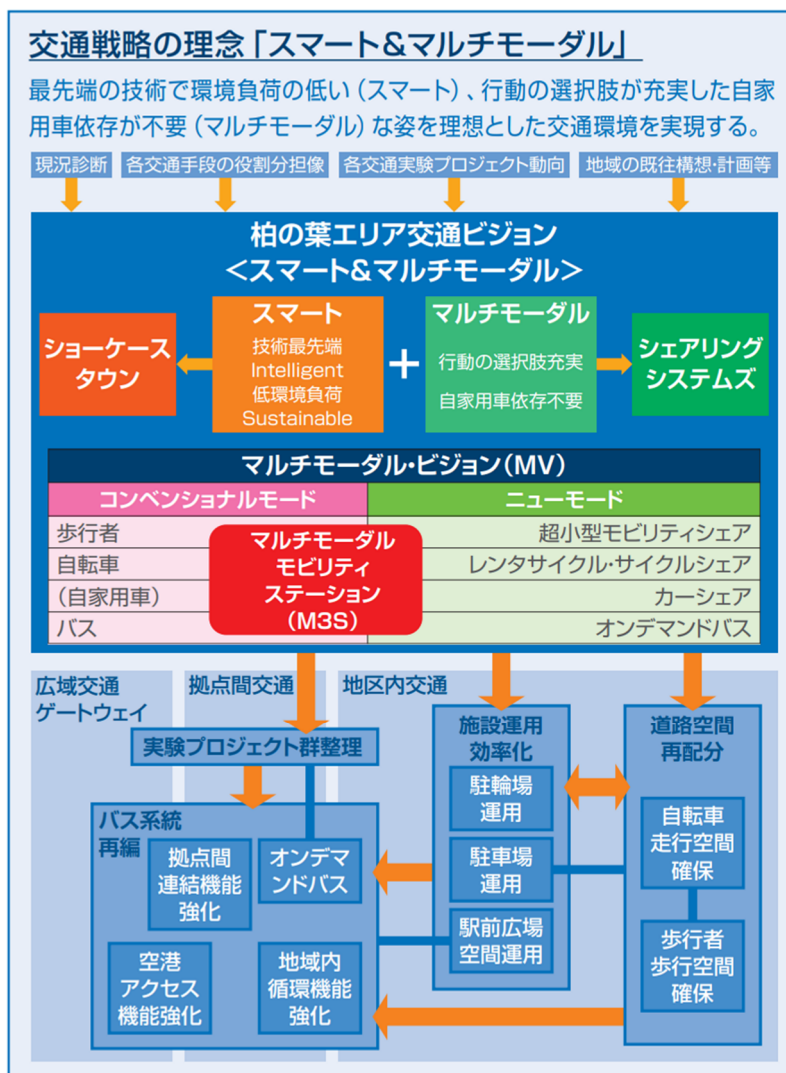 交通戦略の理念「スマート&マルチモーダル」
最先端の技術で環境負荷の低い(スマート)、行動の選択肢が充実した自家
用車依存が不要(マルチモーダル)な姿を理想とした交通環境を実現する。
現況診断
各交通手段の役割分担像
各交通実験プロジェクト動向
地域の既往構想・計画等
柏の葉エリア交通ビジョン
<スマート&マルチモーダル>
ショーケース
タウン
スマート
技術最先端
Intelligent
低環境負荷
Sustainable
+
マルチモーダル
行動の選択肢充実
自家用車依存不要
シェアリング
システムズ
マルチモーダル・ビジョン(MV)
コンベンショナルモード
ニューモード
歩行者
自転車
(自家用車)
バス
マルチモーダル
モビリティ
ステーション
(M3S)
超小型モビリティシェア
レンタサイクル・サイクルシェア
カーシェア
オンデマンドバス
広域交通
ゲートウェイ
拠点間交通
地区内交通
実験プロジェクト群整理
バス系統
再編
拠点間
連結機能
強化
オンデマ
ンドバス
空港
アクセス
機能強化
地域内
循環機能
強化
施設運用
効率化
駐輪場
運用
駐車場
運用
駅前広場
空間運用
道路空間
再配分
自転車
走行空間
確保
歩行者
歩行空間
確保